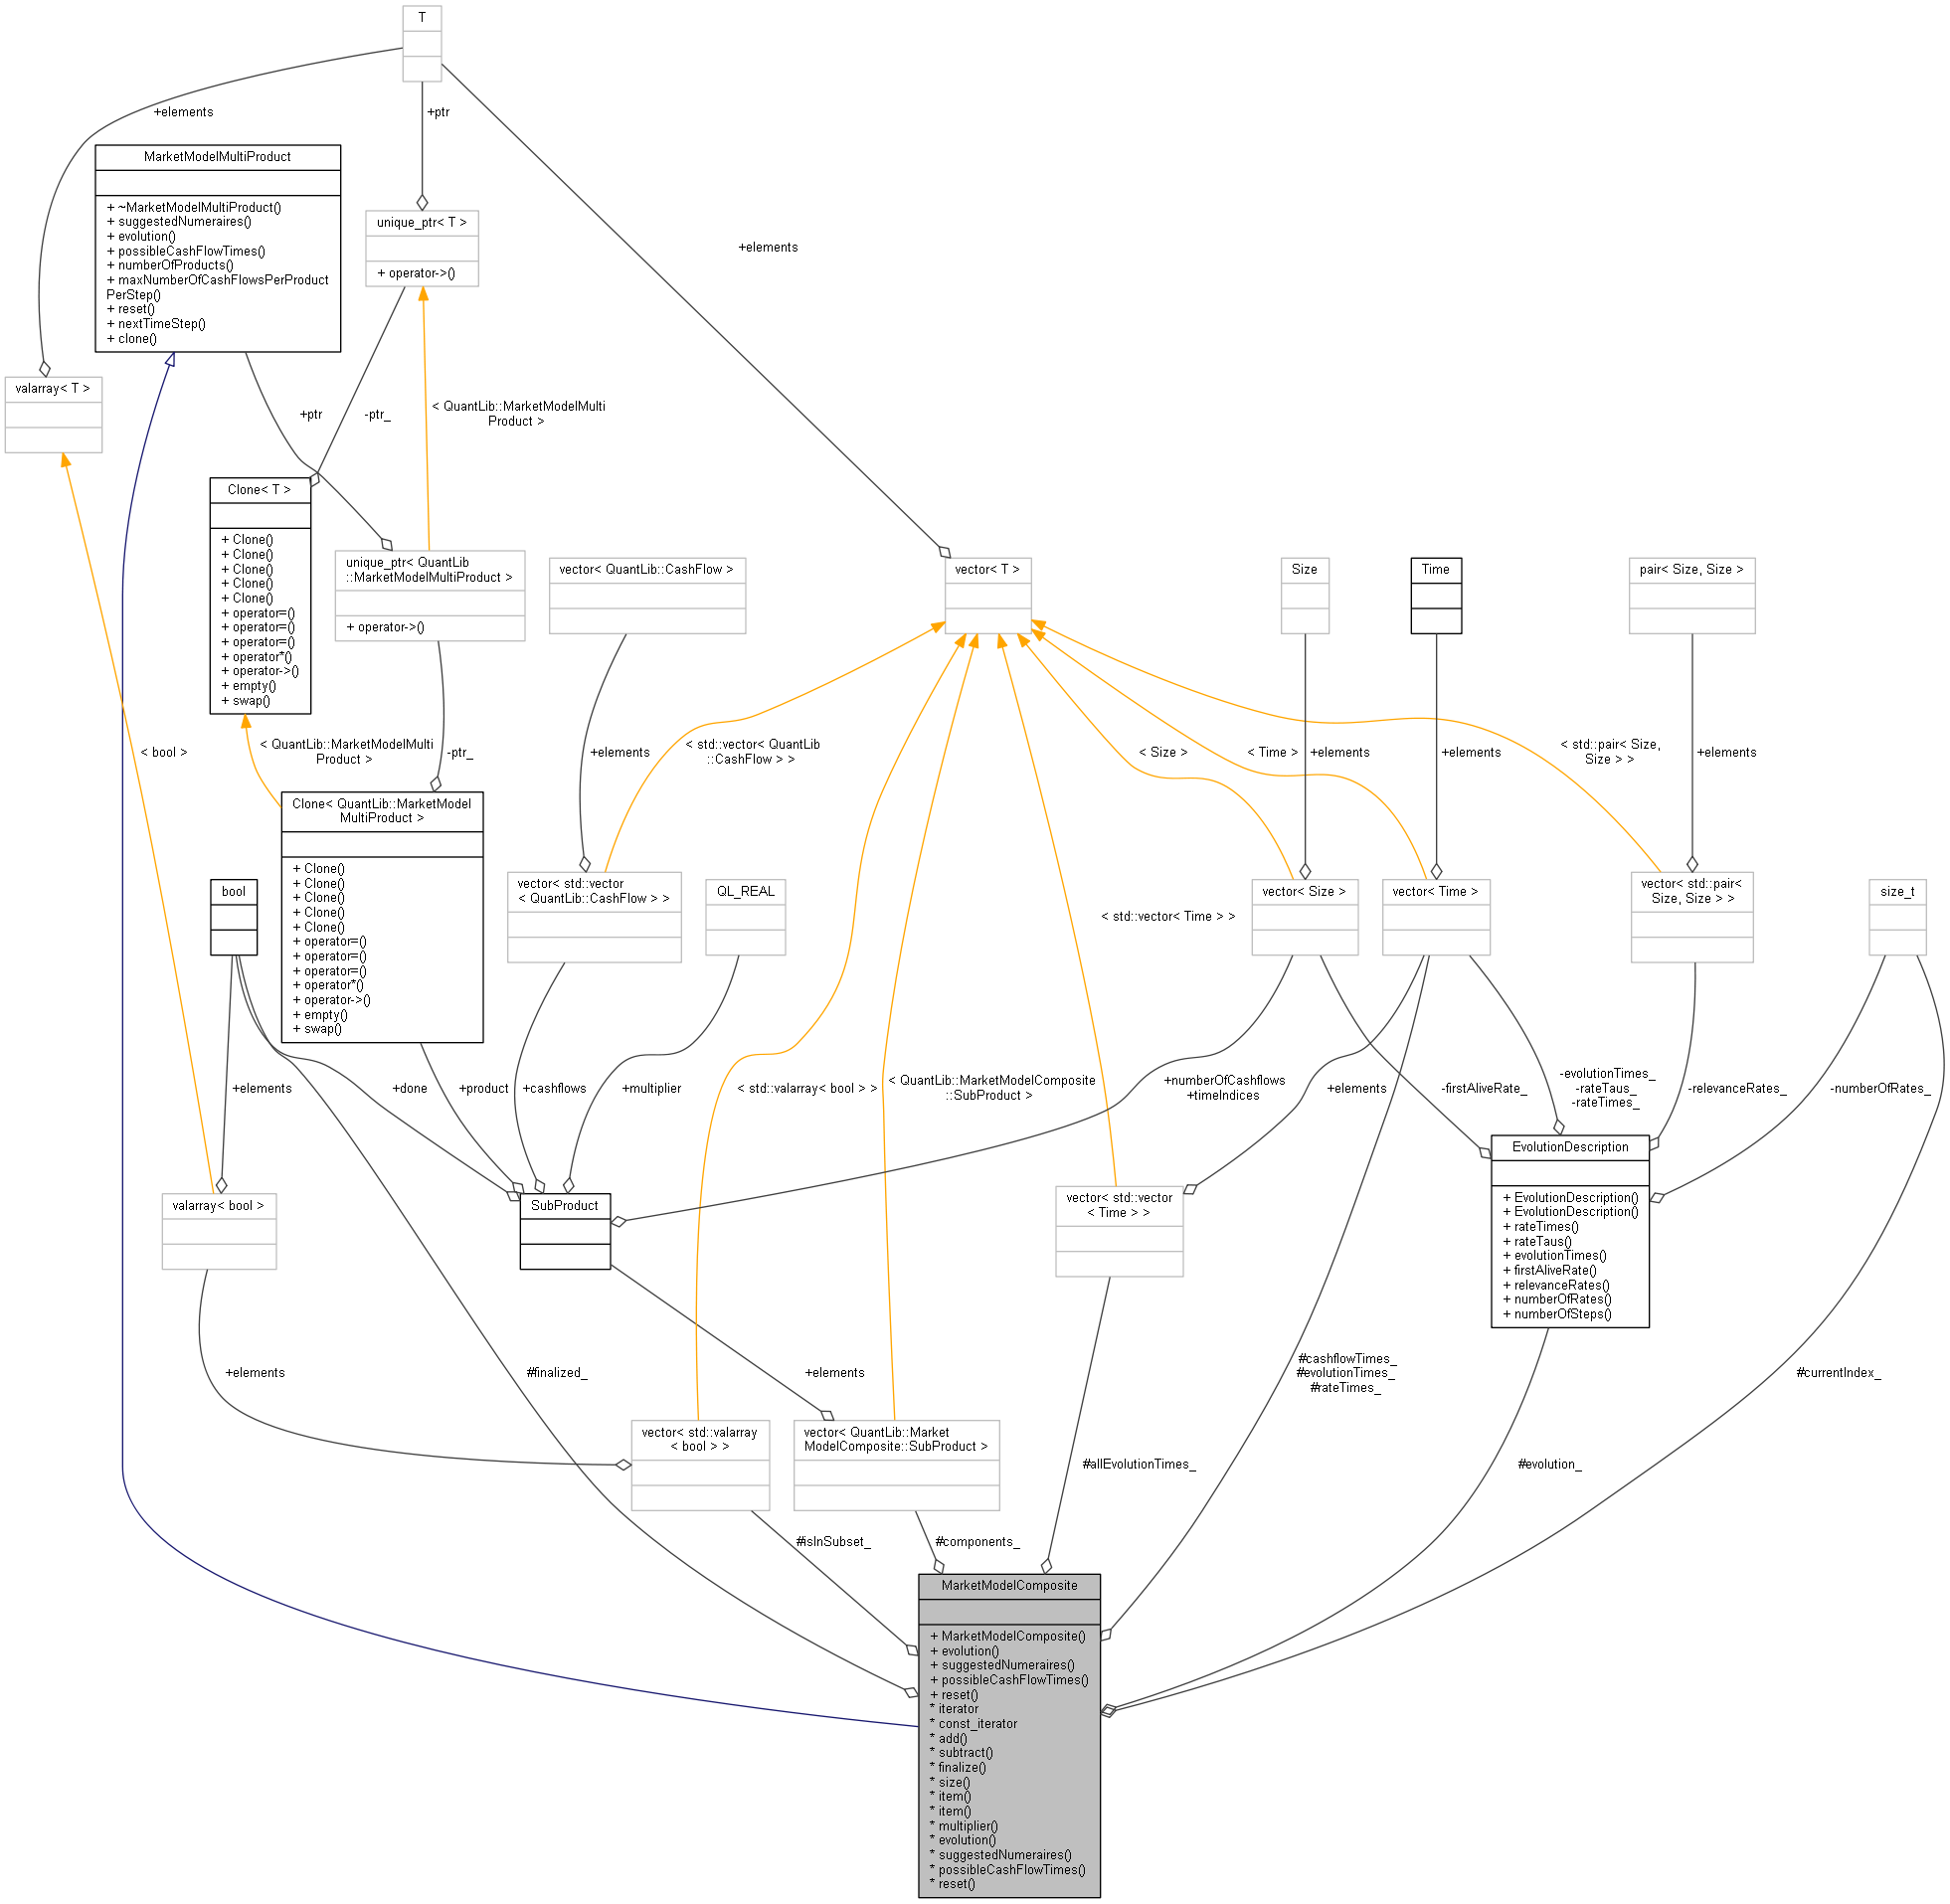 T
+elements
+ptr
MarketModelMultiProduct
+ ~MarketModelMultiProduct()
+ suggestedNumeraires()
+ evolution()
+ possibleCashFlowTimes()
+ numberOfProducts()
+ maxNumberOfCashFlowsPerProduct
PerStep()
+ reset()
+ nextTimeStep()
+ clone()
unique_ptr< T >
+ operator->()
+elements
valarray< T >
+ptr
-ptr_
< QuantLib::MarketModelMulti
Product >
Clone< T >
+ Clone()
+ Clone()
+ Clone()
+ Clone()
+ Clone()
+ operator=()
+ operator=()
+ operator=()
+ operator*()
+ operator->()
+ empty()
+ swap()
unique_ptr< QuantLib
::MarketModelMultiProduct >
+ operator->()
vector< QuantLib::CashFlow >
vector< T >
Size
Time
pair< Size, Size >
< bool >
< QuantLib::MarketModelMulti
Product >
-ptr_
+elements
< std::vector< QuantLib
::CashFlow > >
< Size >
< Time >
+elements
+elements
< std::pair< Size,
Size > >
+elements
Clone< QuantLib::MarketModel
MultiProduct >
+ Clone()
+ Clone()
+ Clone()
+ Clone()
+ Clone()
+ operator=()
+ operator=()
+ operator=()
+ operator*()
+ operator->()
+ empty()
+ swap()
bool
vector< std::vector
< QuantLib::CashFlow > >
QL_REAL
< std::vector< Time > >
vector< Size >
vector< Time >
vector< std::pair<
Size, Size > >
size_t
+elements
+done
+product
+cashflows
+multiplier
< std::valarray< bool > >
< QuantLib::MarketModelComposite
::SubProduct >
+numberOfCashflows
+timeIndices
+elements
-firstAliveRate_
-evolutionTimes_
-rateTaus_
-rateTimes_
-relevanceRates_
-numberOfRates_
EvolutionDescription
+ EvolutionDescription()
+ EvolutionDescription()
+ rateTimes()
+ rateTaus()
+ evolutionTimes()
+ firstAliveRate()
+ relevanceRates()
+ numberOfRates()
+ numberOfSteps()
valarray< bool >
SubProduct
vector< std::vector
< Time > >
+elements
#finalized_
+elements
#cashflowTimes_
#evolutionTimes_
#rateTimes_
#currentIndex_
vector< std::valarray
< bool > >
vector< QuantLib::Market
ModelComposite::SubProduct >
#allEvolutionTimes_
#evolution_
#isInSubset_
#components_
MarketModelComposite
+ MarketModelComposite()
+ evolution()
+ suggestedNumeraires()
+ possibleCashFlowTimes()
+ reset()
* iterator
* const_iterator
* add()
* subtract()
* finalize()
* size()
* item()
* item()
* multiplier()
* evolution()
* suggestedNumeraires()
* possibleCashFlowTimes()
* reset()